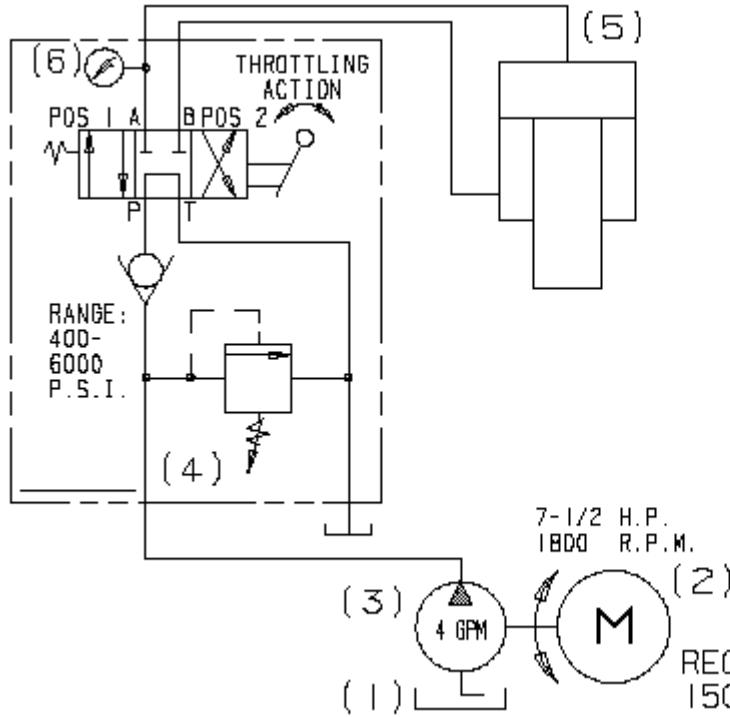 (5)
(6)
THROTTLING
ACTION
POS 1 A B POS 2
P T
RANGE:
400-
6000
P.S.I.
(4)
7-1/2 H.P.
1800 R.P.M.
(2)
(3)
4 GPM
M
(1)
REC
150